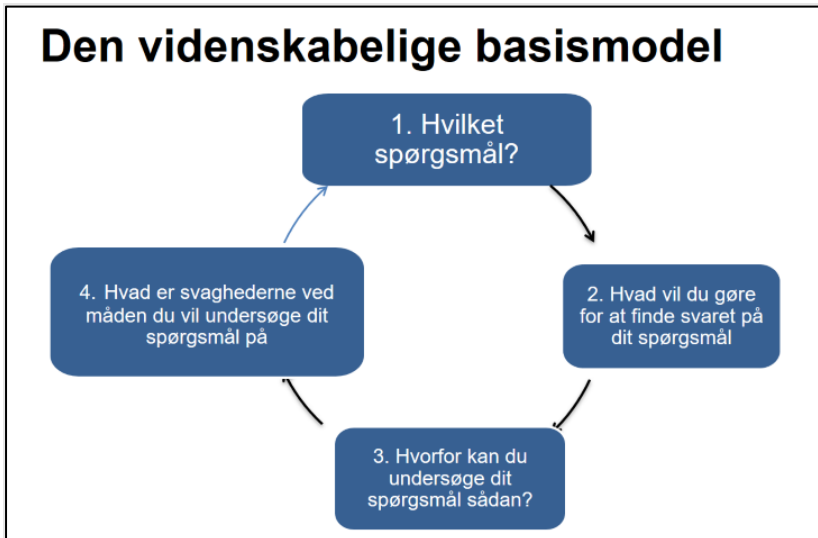 Den videnskabelige basismodel
1. Hvilket
spørgsmål?
2. Hvad vil du gøre
for at finde svaret på
dit spørgsmål
3. Hvorfor kan du
undersøge dit
spørgsmål sådan?
4. Hvad er svaghederne ved
måden du vil undersøge dit
spørgsmål på